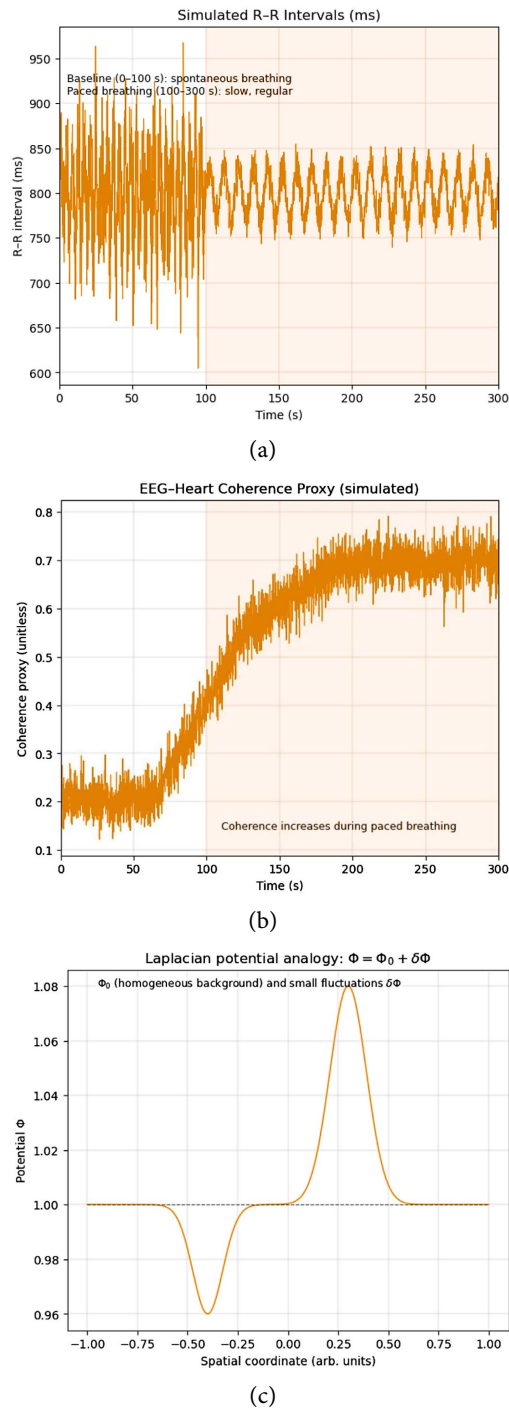 Simulated R–R Intervals (ms)
950
Baseline (0–100 s): spontaneous breathing
Paced breathing (100–300 s): slow, regular
900
850
800
750
700
650
600
R–R interval (ms)
0 50 100 150 200 250 300
Time (s)
(a)
EEG–Heart Coherence Proxy (simulated)
0.8
0.7
0.6
0.5
0.4
0.3
0.2
0.1
Coherence proxy (unitless)
Coherence increases during paced breathing
0 50 100 150 200 250 300
Time (s)
(b)
Laplacian potential analogy: Φ = Φ₀ + δΦ
Φ₀ (homogeneous background) and small fluctuations δΦ
1.08
1.06
1.04
1.02
1.00
0.98
0.96
Potential Φ
−1.00 −0.75 −0.50 −0.25 0.00 0.25 0.50 0.75 1.00
Spatial coordinate (arb. units)
(c)